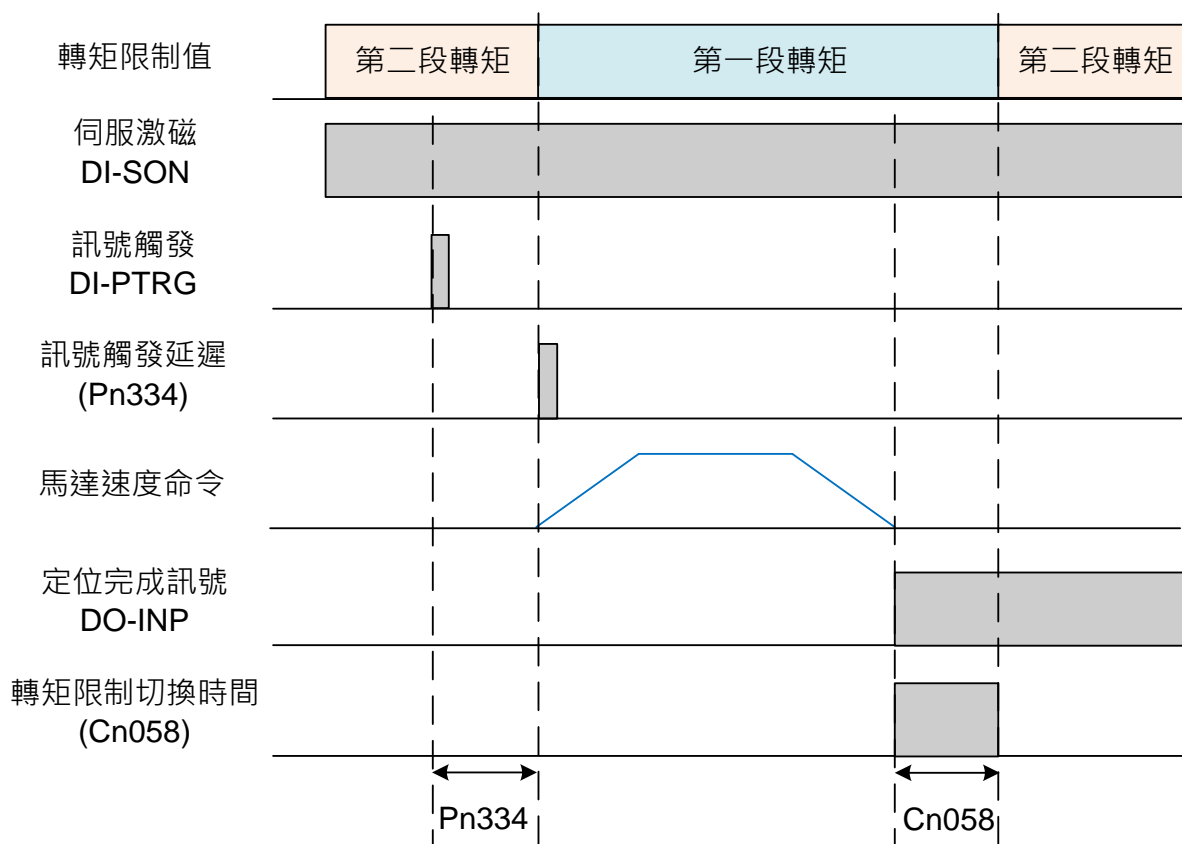 轉矩限制值
第二段轉矩
第一段轉矩
第二段轉矩
伺服激磁
DI-SON
訊號觸發
DI-PTRG
訊號觸發延遲
(Pn334)
馬達速度命令
定位完成訊號
DO-INP
轉矩限制切換時間
(Cn058)
Pn334
Cn058